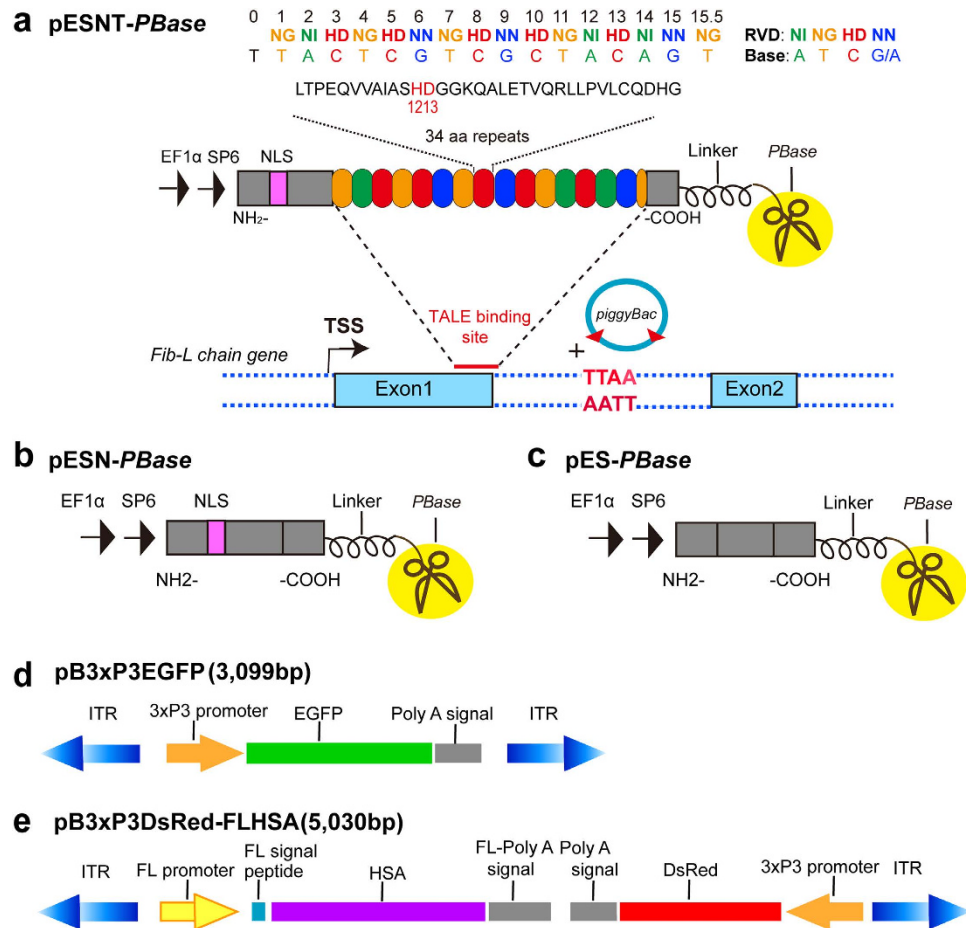 a pESNT-PBase
0 1 2 3 4 5 6 7 8 9 10 11 12 13 14 15 15.5
NG NI HD NG HD NN NG HD NN HD NG NI HD NI NN NG
T T A C T C G T C G C T A C A G T
RVD: NI NG HD NN
Base: A T C G/A
LTPEQVVAIASHDGGKQALETVQRLLPVLCQDHG
1213
34 aa repeats
EF1α SP6 NLS
Linker PBase
NH2-
-COOH
TALE binding
site
piggyBac
TSS
+
Fib-L chain gene
Exon1
TTAA
AATT
Exon2
b pESN-PBase
EF1α SP6 NLS Linker PBase
NH2- -COOH
c pES-PBase
EF1α SP6 Linker PBase
NH2- -COOH
d pB3xP3EGFP (3,099bp)
ITR 3xP3 promoter EGFP Poly A signal ITR
e pB3xP3DsRed-FLHSA(5,030bp)
ITR FL promoter FL signal
peptide HSA FL-Poly A
signal Poly A
signal DsRed 3xP3 promoter ITR